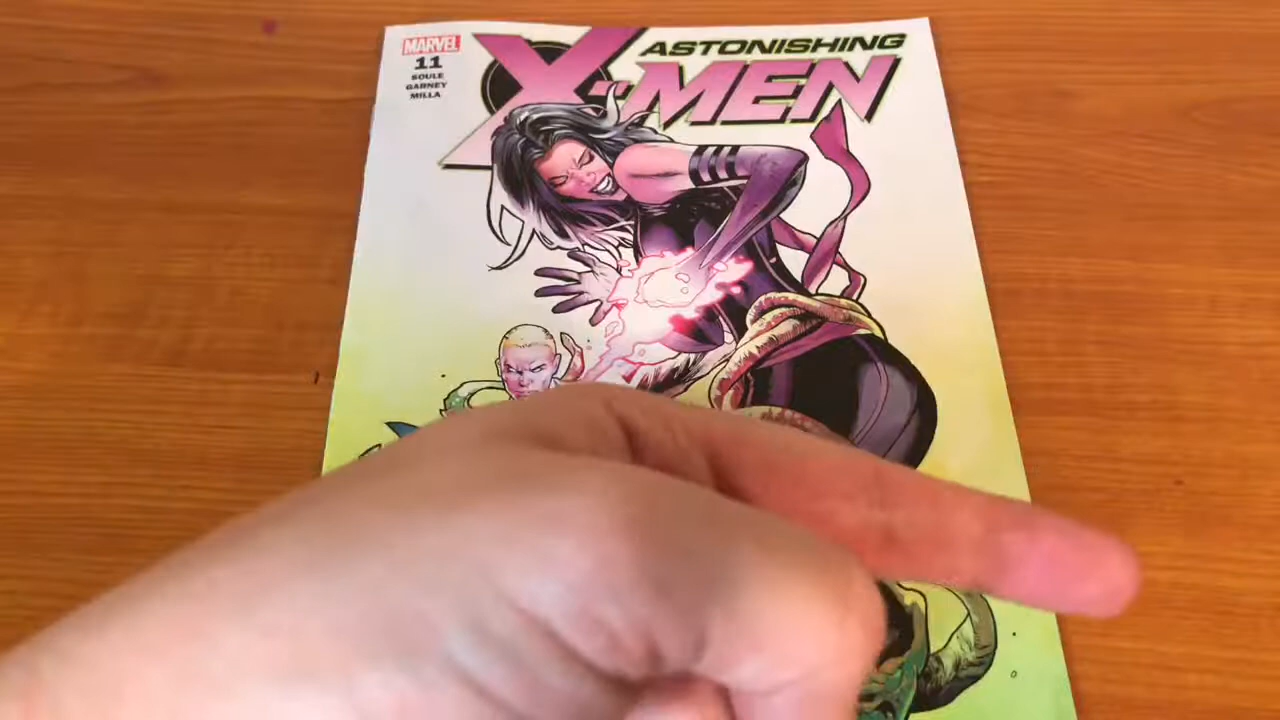 MARVEL
11
SOULE
GARNEY
MILLA
ASTONISHING
X-MEN